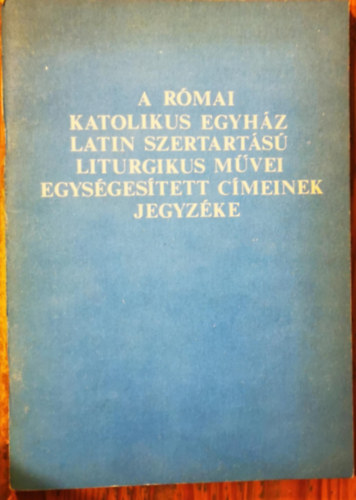 A RÓMAI
KATOLIKUS EGYHÁZ
LATIN SZERTARTÁSÚ
LITURGIKUS MŰVEI
EGYSÉGESÍTETT CÍMEINEK
JEGYZÉKE